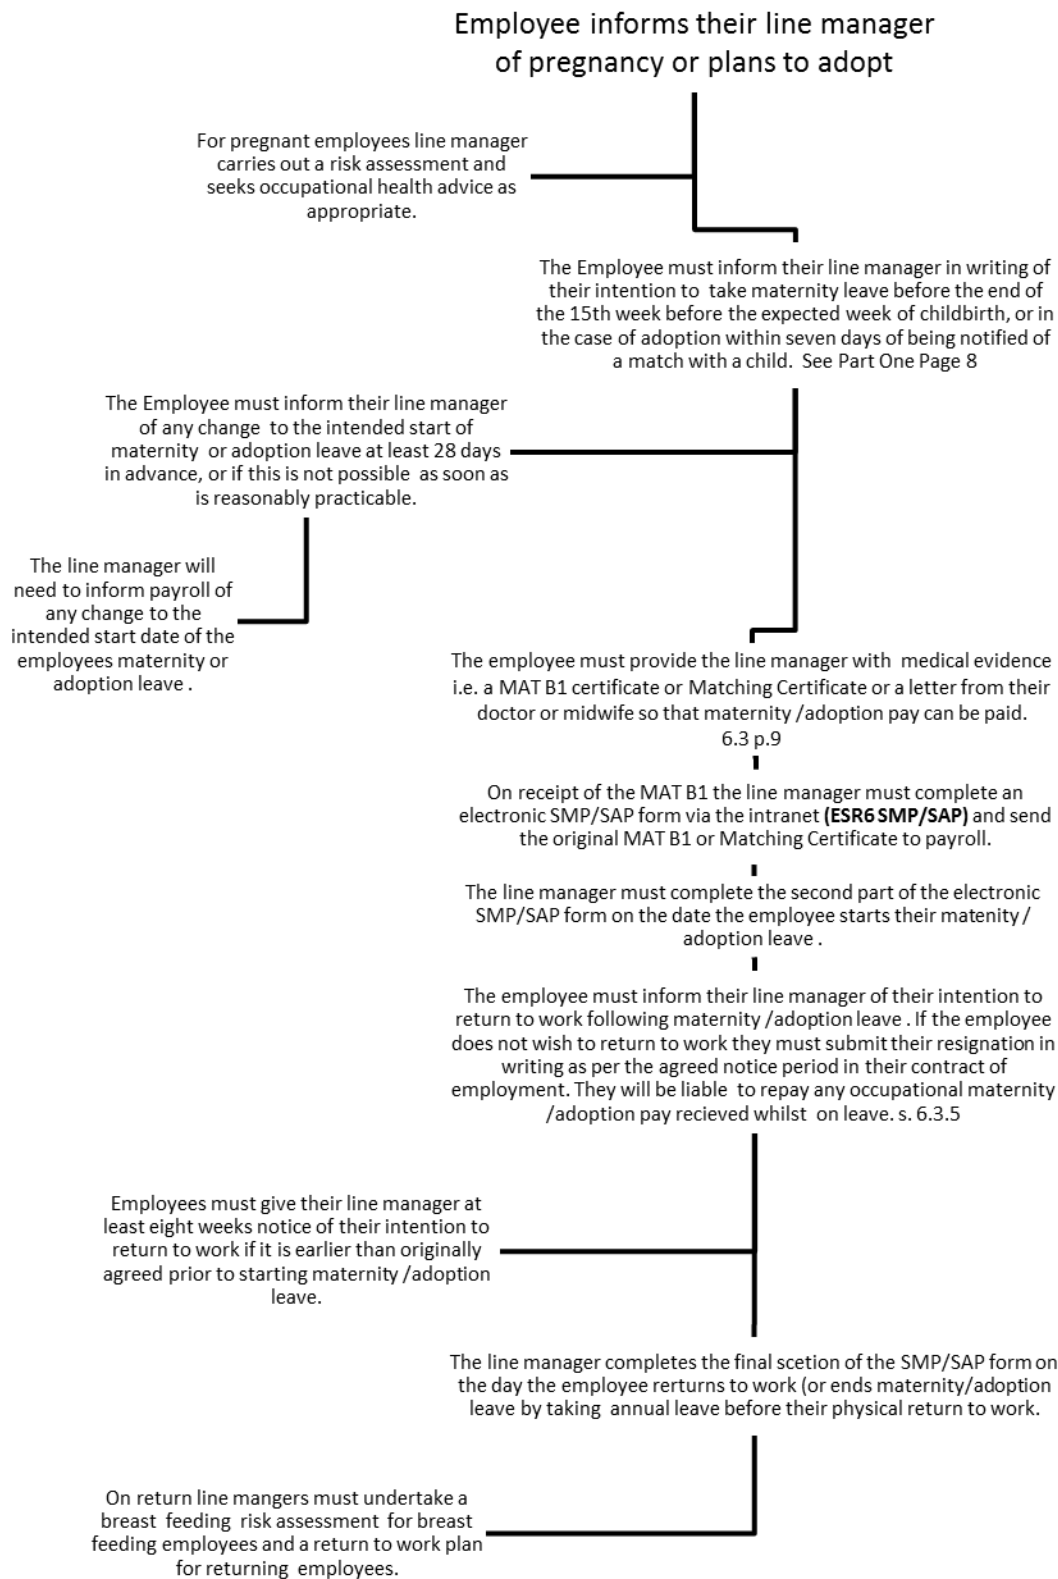 Employee informs their line manager
of pregnancy or plans to adopt
For pregnant employees line manager
carries out a risk assessment and
seeks occupational health advice as
appropriate.
The Employee must inform their line manager in writing of
their intention to take maternity leave before the end of
the 15th week before the expected week of childbirth, or in
the case of adoption within seven days of being notified of
a match with a child. See Part One Page 8
The Employee must inform their line manager
of any change to the intended start of
maternity or adoption leave at least 28 days
in advance, or if this is not possible as soon as
is reasonably practicable.
The line manager will
need to inform payroll of
any change to the
intended start date of the
employees maternity or
adoption leave .
The employee must provide the line manager with medical evidence
i.e. a MAT B1 certificate or Matching Certificate or a letter from their
doctor or midwife so that maternity /adoption pay can be paid.
6.3 p.9
On receipt of the MAT B1 the line manager must complete an
electronic SMP/SAP form via the intranet (ESR6 SMP/SAP) and send
the original MAT B1 or Matching Certificate to payroll.
The line manager must complete the second part of the electronic
SMP/SAP form on the date the employee starts their matenity /
adoption leave .
The employee must inform their line manager of their intention to
return to work following maternity /adoption leave . If the employee
does not wish to return to work they must submit their resignation in
writing as per the agreed notice period in their contract of
employment. They will be liable to repay any occupational maternity
/adoption pay recieved whilst on leave. s. 6.3.5
Employees must give their line manager at
least eight weeks notice of their intention to
return to work if it is earlier than originally
agreed prior to starting maternity /adoption
leave.
The line manager completes the final scetion of the SMP/SAP form on
the day the employee rerturns to work (or ends maternity/adoption
leave by taking annual leave before their physical return to work.
On return line mangers must undertake a
breast feeding risk assessment for breast
feeding employees and a return to work plan
for returning employees.